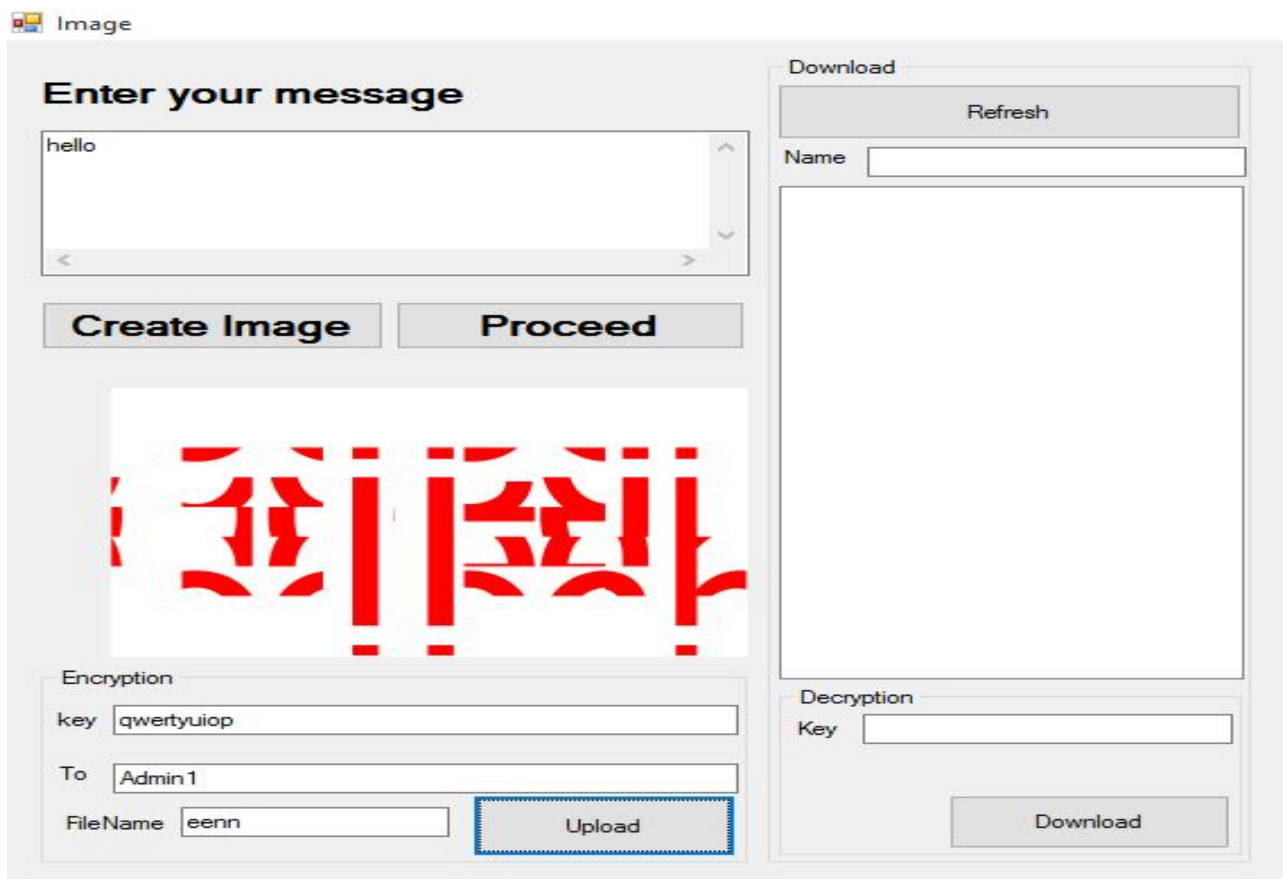 Image
Enter your message
hello
Create Image
Proceed
Encryption
key qwertyuiop
To Admin1
FileName eenn
Upload
Download
Refresh
Name
Decryption
Key
Download